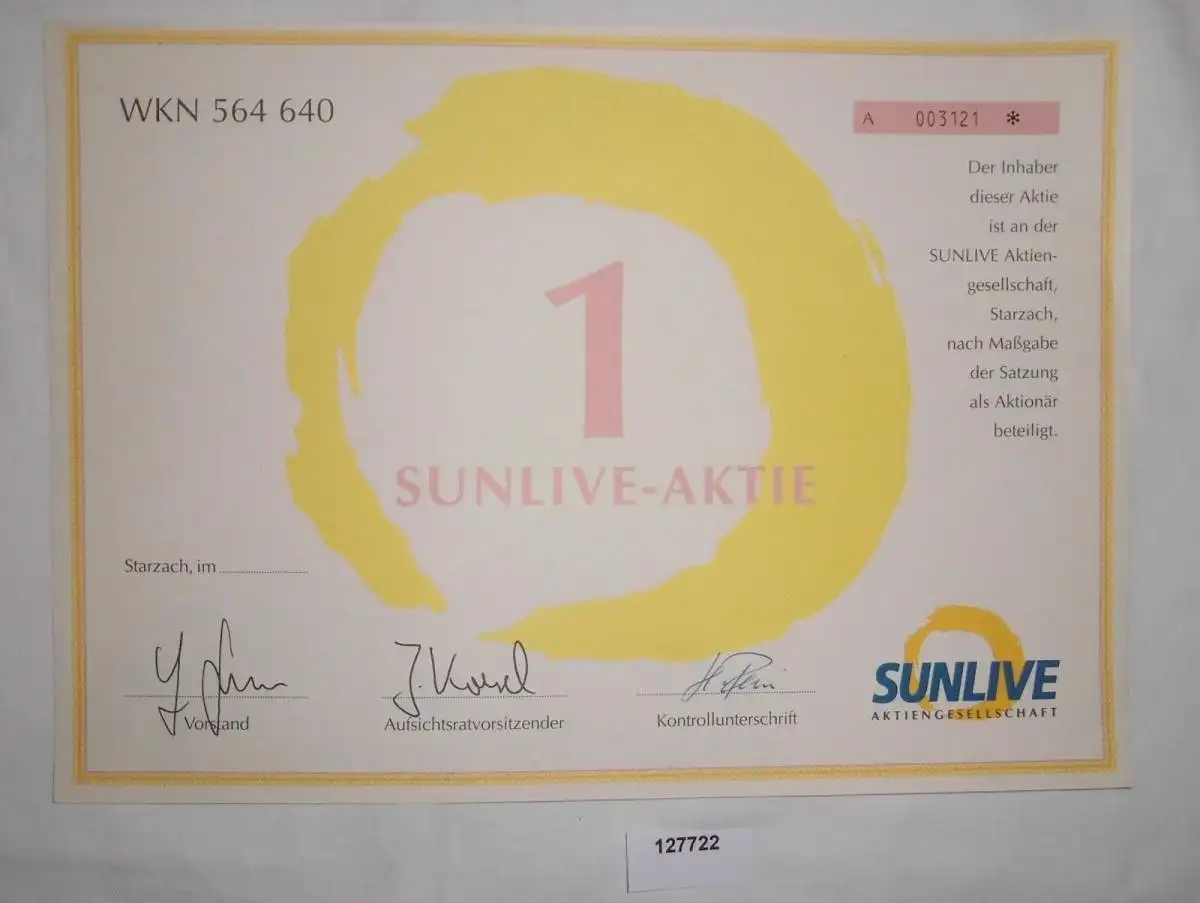 WKN 564 640
A 003121 *
Der Inhaber
dieser Aktie
ist an der
SUNLIVE Aktien-
gesellschaft,
Starzach,
nach Maßgabe
der Satzung
als Aktionär
beteiligt.
1
SUNLIVE-AKTIE
Starzach, im
Vorstand
Aufsichtsratvorsitzender
Kontrollunterschrift
SUNLIVE
AKTIENGESELLSCHAFT
127722